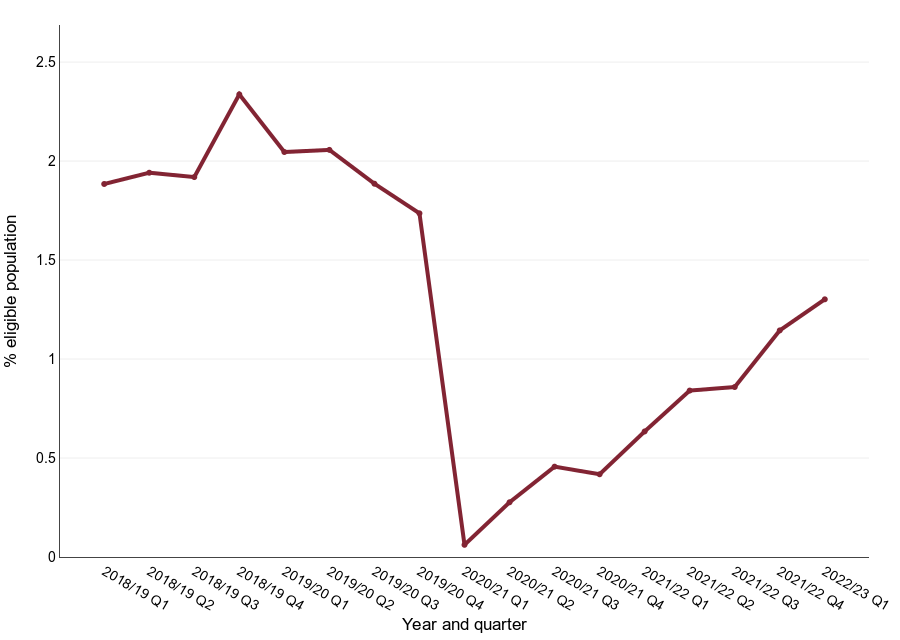 % eligible population
2.5
2
1.5
1
0.5
0
2018/19 Q1
2018/19 Q2
2018/19 Q3
2018/19 Q4
2019/20 Q1
2019/20 Q2
2019/20 Q3
2019/20 Q4
2020/21 Q1
2020/21 Q2
2020/21 Q3
2020/21 Q4
2021/22 Q1
2021/22 Q2
2021/22 Q3
2021/22 Q4
2022/23 Q1
Year and quarter